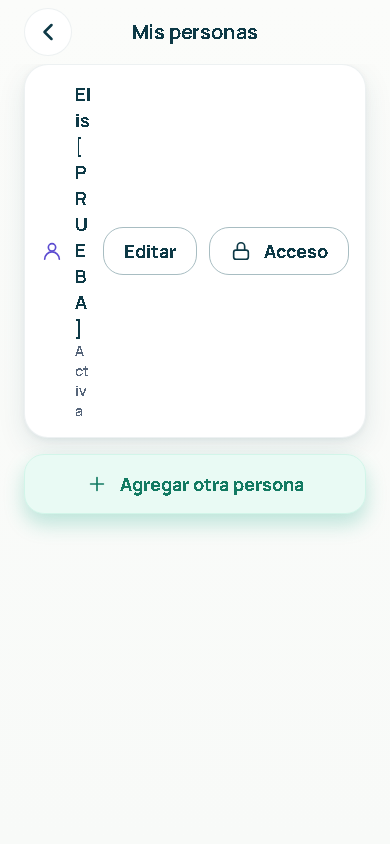 Mis personas
El
is
[
P
R
U
E
B
A
]
A
ct
iv
a
Editar
Acceso
Agregar otra persona